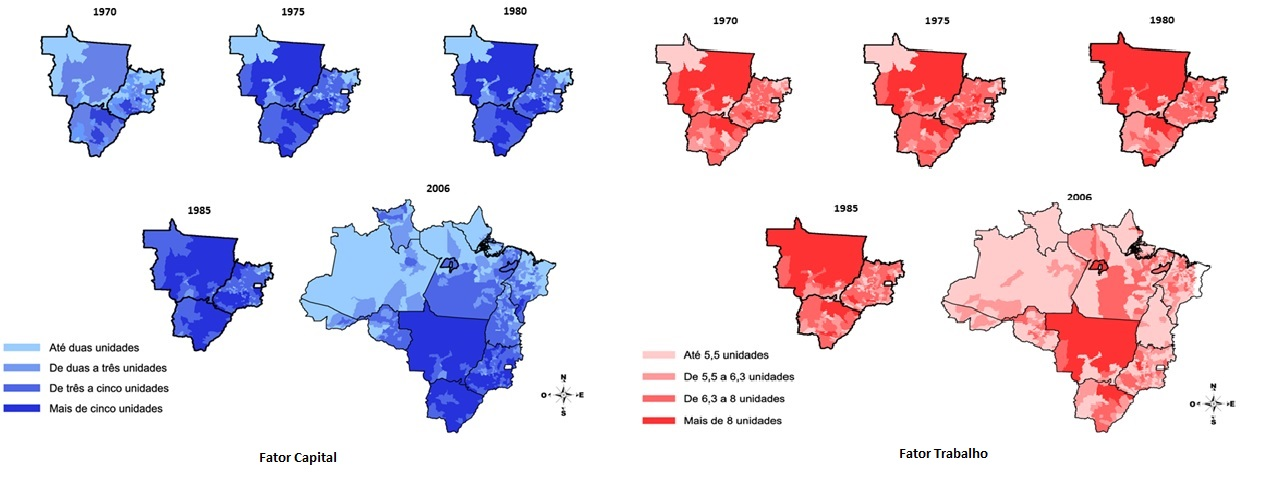 1970
1975
1980
1985
2006
Até duas unidades
De duas a três unidades
De três a cinco unidades
Mais de cinco unidades
N
O
E
S
Fator Capital
1970
1975
1980
1985
2006
Até 5,5 unidades
De 5,5 a 6,3 unidades
De 6,3 a 8 unidades
Mais de 8 unidades
N
O
E
S
Fator Trabalho